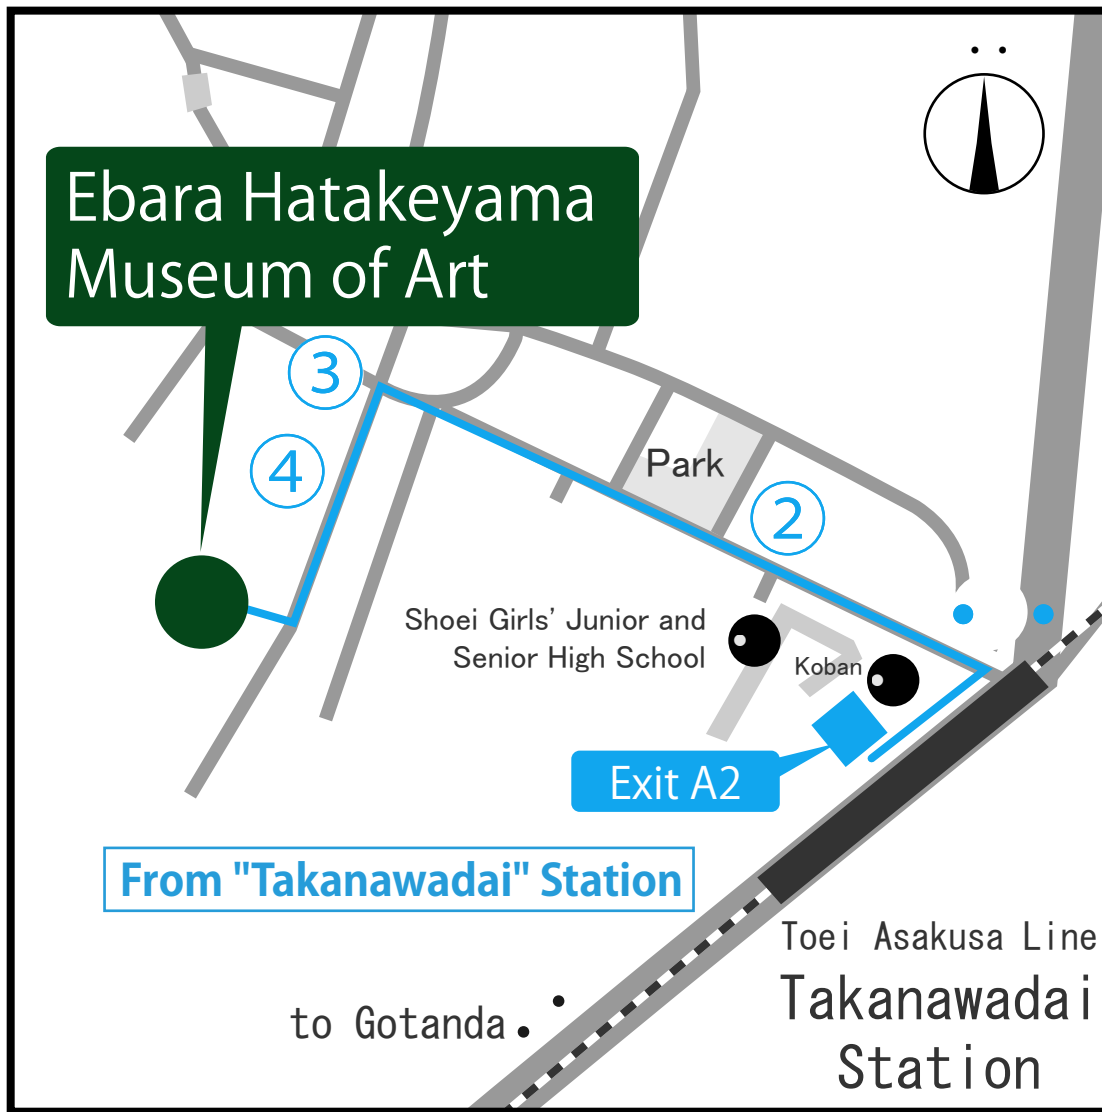 Ebara Hatakeyama
Museum of Art
③
④
Park
②
Shoei Girls' Junior and
Senior High School
Koban
Exit A2
From "Takanawadai" Station
Toei Asakusa Line
Takanawadai
Station
to Gotanda